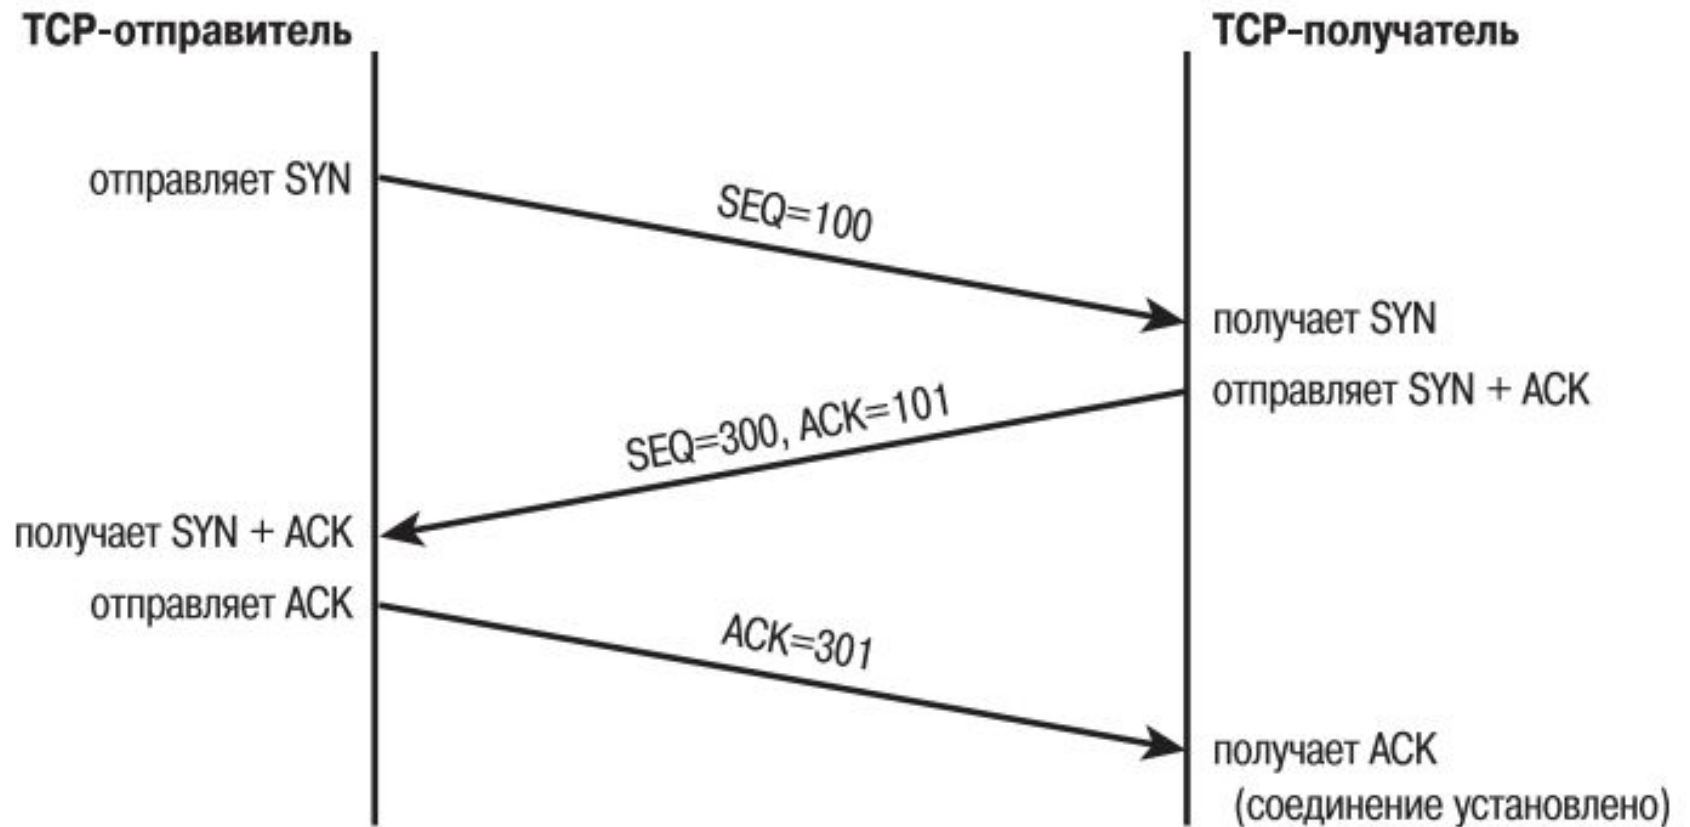 TCP-отправитель
TCP-получатель
отправляет SYN
SEQ=100
получает SYN
отправляет SYN + ACK
SEQ=300, ACK=101
получает SYN + ACK
отправляет ACK
ACK=301
получает ACK
(соединение установлено)